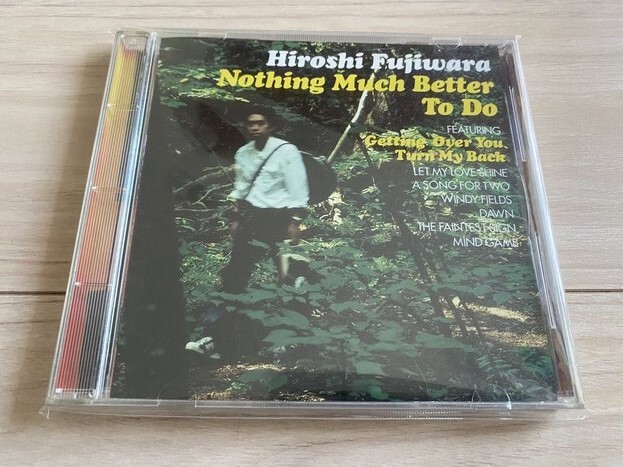 Hiroshi Fujiwara
Nothing Much Better
To Do
FEATURING
Getting Over You
Turn My Back
LET MY LOVE SHINE
A SONG FOR TWO
WINDY FIELDS
DAWN
THE FAINTEST SIGN
MIND GAME